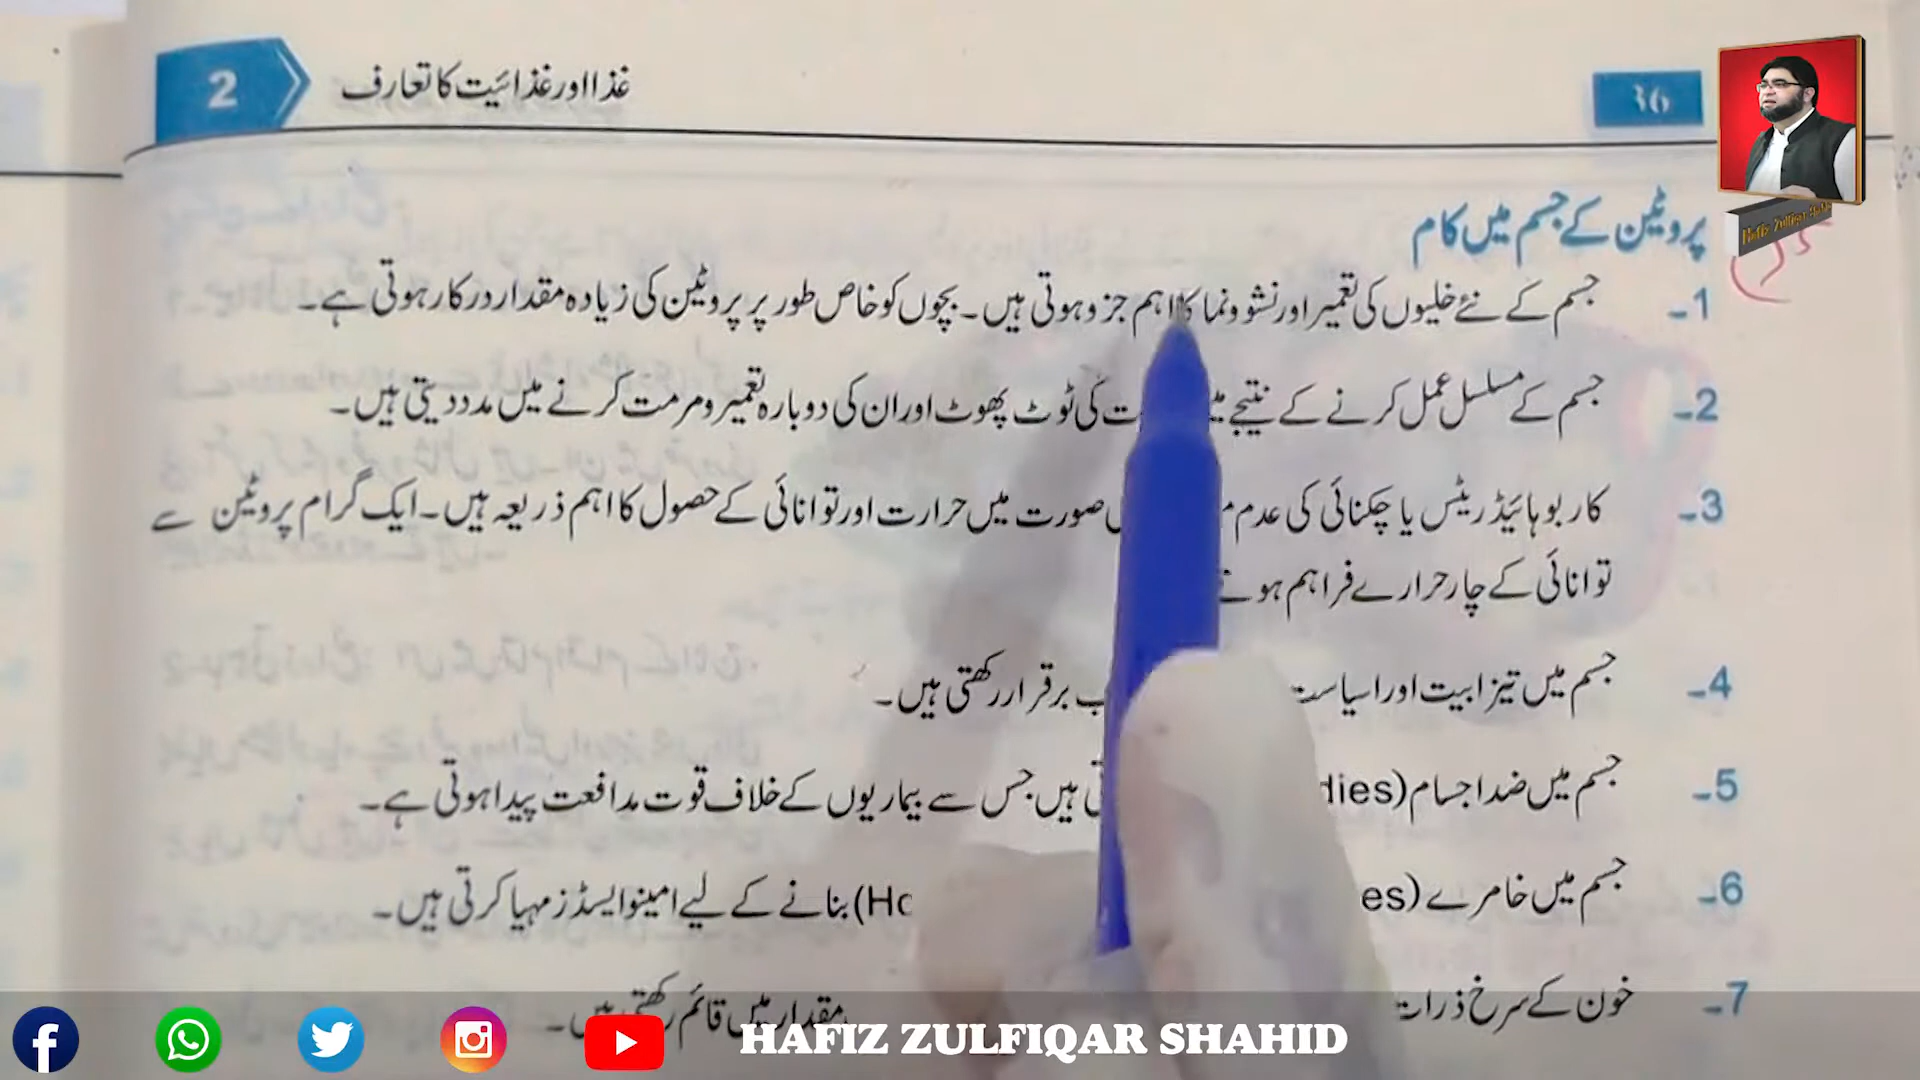 36
غذا اور غذائیت کا تعارف
2
پروٹین کے جسم میں کام
1۔ جسم کے نئے خلیوں کی تعمیر اور نشوونما کا اہم جزو ہوتی ہیں۔ بچوں کو خاص طور پر پروٹین کی زیادہ مقدار درکار ہوتی ہے۔
2۔ جسم کے مسلسل عمل کرنے کے نتیجے کی ٹوٹ پھوٹ اور ان کی دوبارہ تعمیر و مرمت کرنے میں مدد دیتی ہیں۔
3۔ کاربوہائیڈریٹس یا چکنائی کی عدم صورت میں حرارت اور توانائی کے حصول کا اہم ذریعہ ہیں۔ ایک گرام پروٹین سے
توانائی کے چار حرارے فراہم ہوتے
4۔ جسم میں تیزابیت اور اساسیت برقرار رکھتی ہیں۔
5۔ جسم میں ضد اجسام (dies ہیں جس سے بیماریوں کے خلاف قوت مدافعت پیدا ہوتی ہے۔
6۔ جسم میں خامرے (es Ho) بنانے کے لیے امینو ایسڈز مہیا کرتی ہیں۔
7۔ خون کے سرخ ذرات مقدار میں قائم رکھتی ہیں۔
Hafiz Zulfiqar Shahid
HAFIZ ZULFIQAR SHAHID